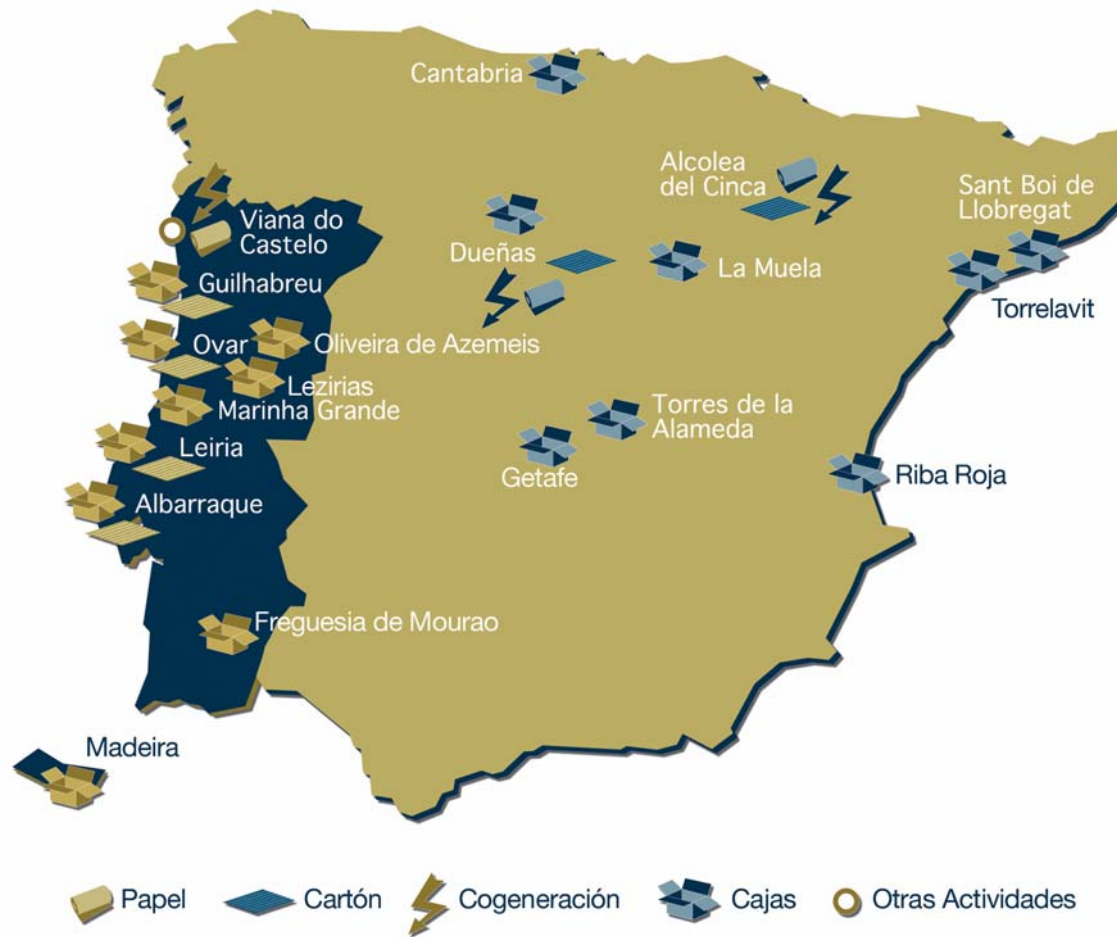 Cantabria
Alcolea
del Cinca
Sant Boi de
Llobregat
Viana do
Castelo
Dueñas
La Muela
Guilhabreu
Torrelavit
Ovar
Oliveira de Azemeis
Lezirias
Marinha Grande
Torres de la
Alameda
Leiria
Getafe
Riba Roja
Albarraque
Freguesia de Mourao
Madeira
Papel
Cartón
Cogeneración
Cajas
Otras Actividades